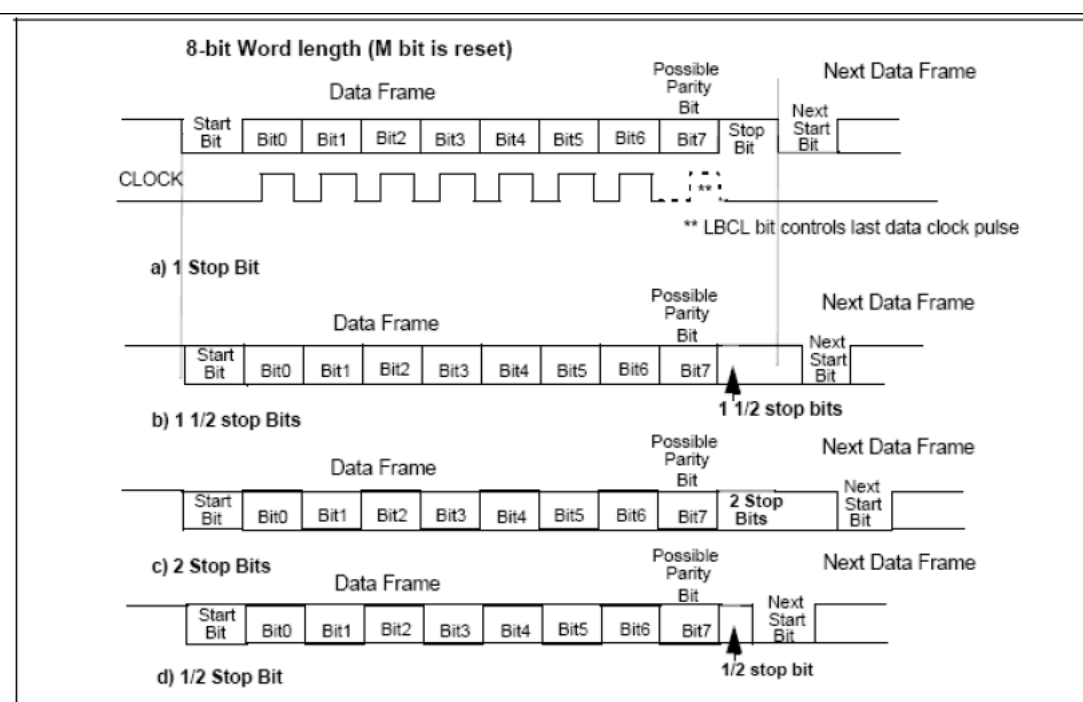 8-bit Word length (M bit is reset)
Data Frame
Possible
Parity
Bit
Next Data Frame
Start
Bit
Bit0
Bit1
Bit2
Bit3
Bit4
Bit5
Bit6
Bit7
Stop
Bit
Next
Start
Bit
CLOCK
**
** LBCL bit controls last data clock pulse
a) 1 Stop Bit
Data Frame
Possible
Parity
Bit
Next Data Frame
Start
Bit
Bit0
Bit1
Bit2
Bit3
Bit4
Bit5
Bit6
Bit7
Next
Start
Bit
1 1/2 stop bits
b) 1 1/2 stop Bits
Data Frame
Possible
Parity
Bit
Next Data Frame
Start
Bit
Bit0
Bit1
Bit2
Bit3
Bit4
Bit5
Bit6
Bit7
2 Stop
Bits
Next
Start
Bit
c) 2 Stop Bits
Data Frame
Possible
Parity
Bit
Next Data Frame
Start
Bit
Bit0
Bit1
Bit2
Bit3
Bit4
Bit5
Bit6
Bit7
Next
Start
Bit
1/2 stop bit
d) 1/2 Stop Bit